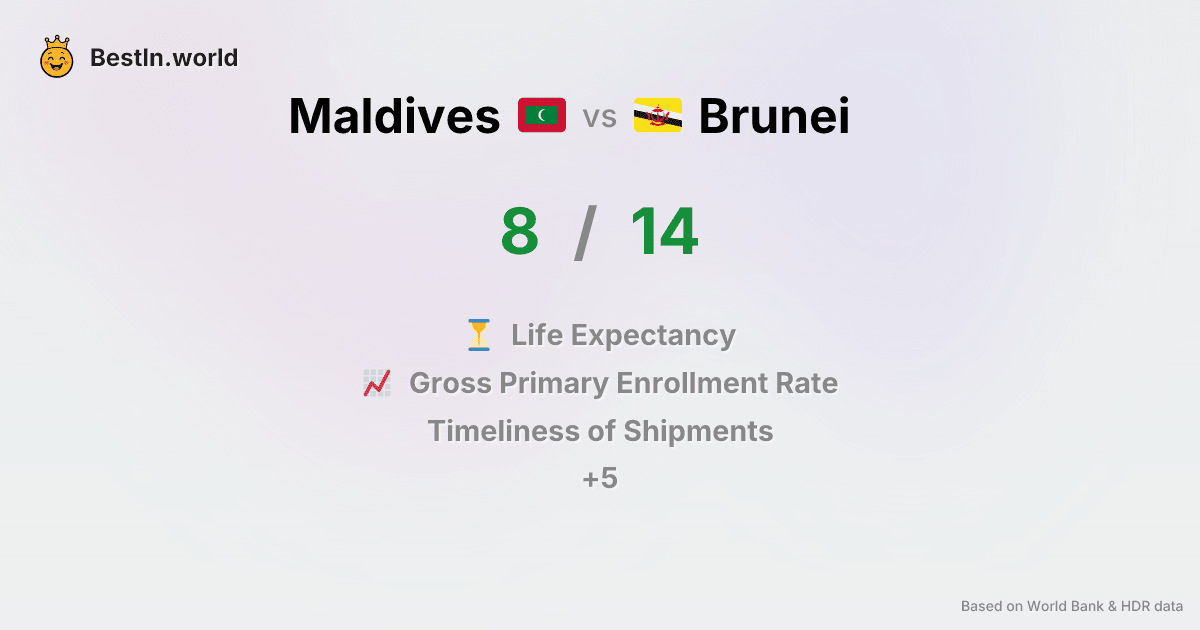 BestIn.world
Maldives vs Brunei
8 / 14
Life Expectancy
Gross Primary Enrollment Rate
Timeliness of Shipments
+5
Based on World Bank & HDR data